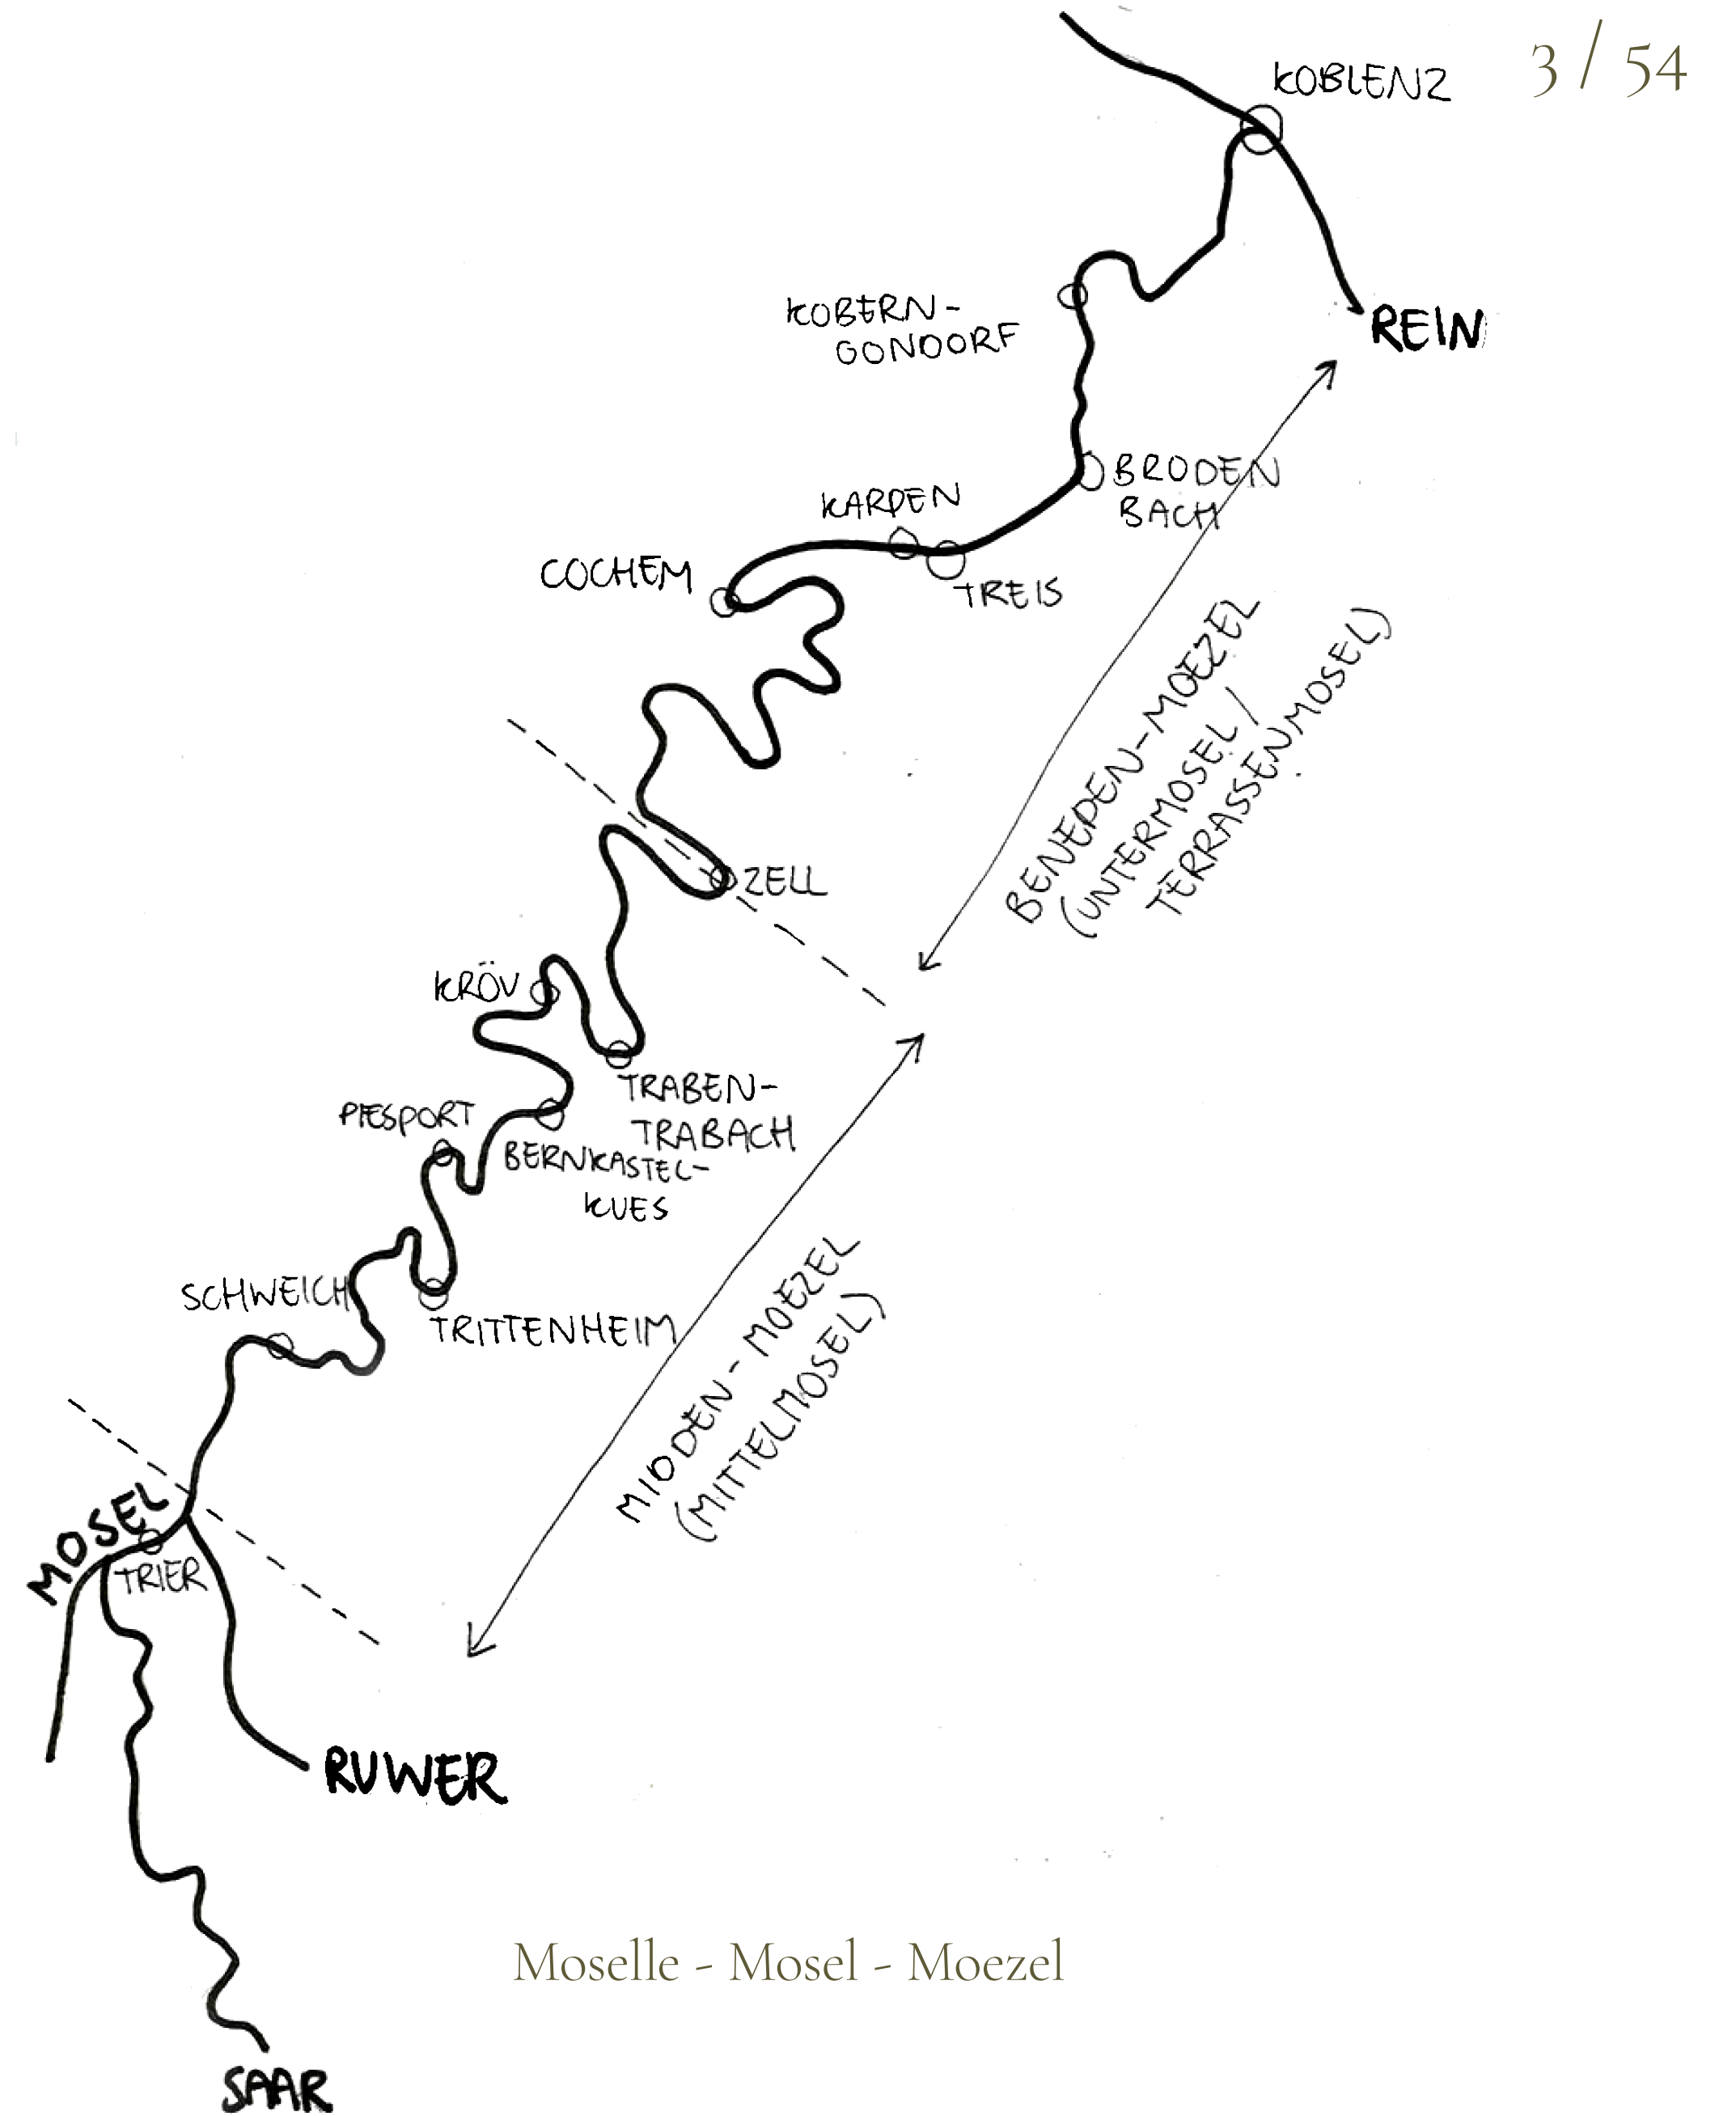 3 / 54
KOBLENZ
REIN
KOBERN-
GONDORF
BRODEN
BACH
KARDEN
TREIS
COCHEM
BENEDEN-MOEZEL
(UNTERMOSEL /
TERRASSENMOSEL)
ZELL
KRÖV
TRABEN-
TRABACH
PIESPORT
BERNKASTEL-
KUES
SCHWEICH
TRITTENHEIM
MIDDEN-MOEZEL
(MITTELMOSEL)
MOSEL
TRIER
RUWER
Moselle - Mosel - Moezel
SAAR